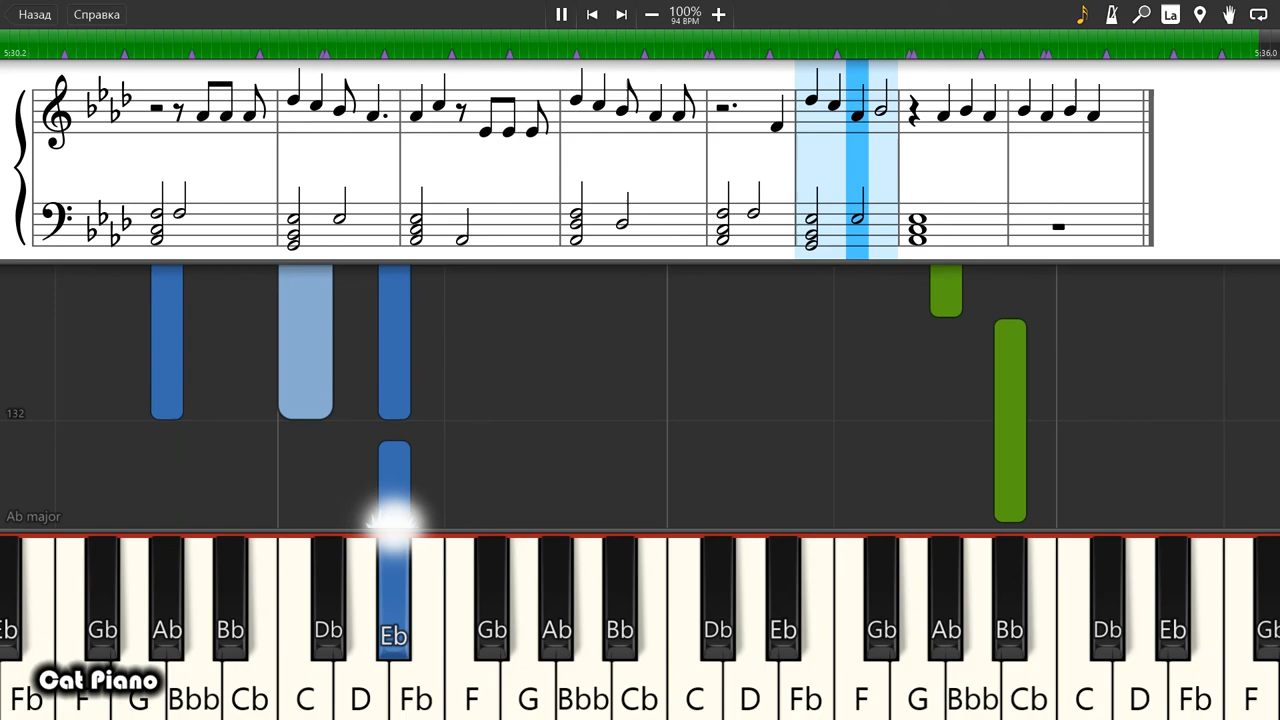 Назад Справка 100%
94 BPM
La
5:30.2 5:36.0
132
Ab major
Eb Gb Ab Bb Db Eb Gb Ab Bb Db Eb Gb Ab Bb Db Eb Gb
Fb F G Bbb Cb C D Fb F G Bbb Cb C D Fb F G Bbb Cb C D Fb F
Cat Piano